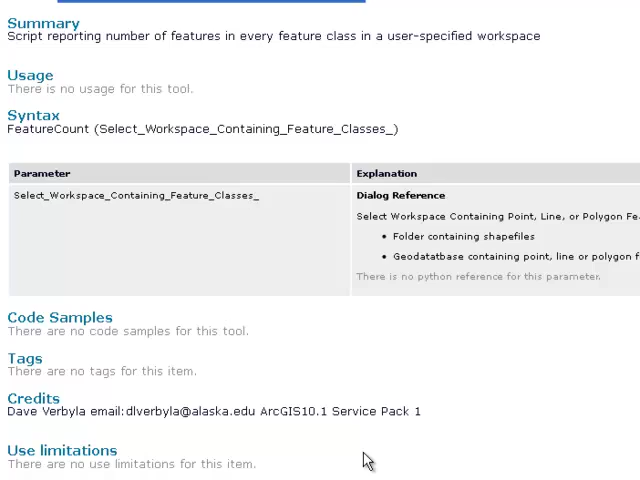 Summary
Script reporting number of features in every feature class in a user-specified workspace
Usage
There is no usage for this tool.
Syntax
FeatureCount (Select_Workspace_Containing_Feature_Classes_)
Parameter
Explanation
Select_Workspace_Containing_Feature_Classes_
Dialog Reference
Select Workspace Containing Point, Line, or Polygon Fe
• Folder containing shapefiles
• Geodatatbase containing point, line or polygon f
There is no python reference for this parameter.
Code Samples
There are no code samples for this tool.
Tags
There are no tags for this item.
Credits
Dave Verbyla email:dlverbyla@alaska.edu ArcGIS10.1 Service Pack 1
Use limitations
There are no use limitations for this item.